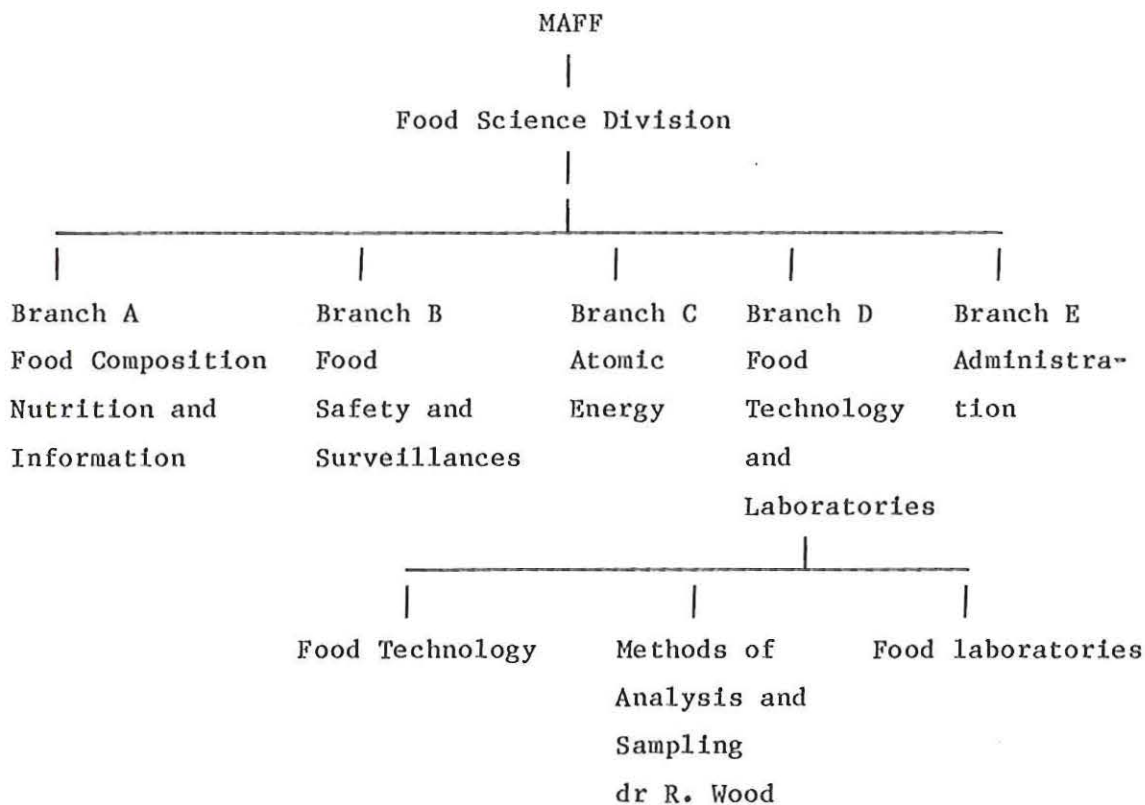 MAFF
Food Science Division
Branch A
Food Composition
Nutrition and
Information
Branch B
Food
Safety and
Surveillances
Branch C
Atomic
Energy
Branch D
Food
Technology
and
Laboratories
Branch E
Administra-
tion
Food Technology
Methods of
Analysis and
Sampling
dr R. Wood
Food laboratories